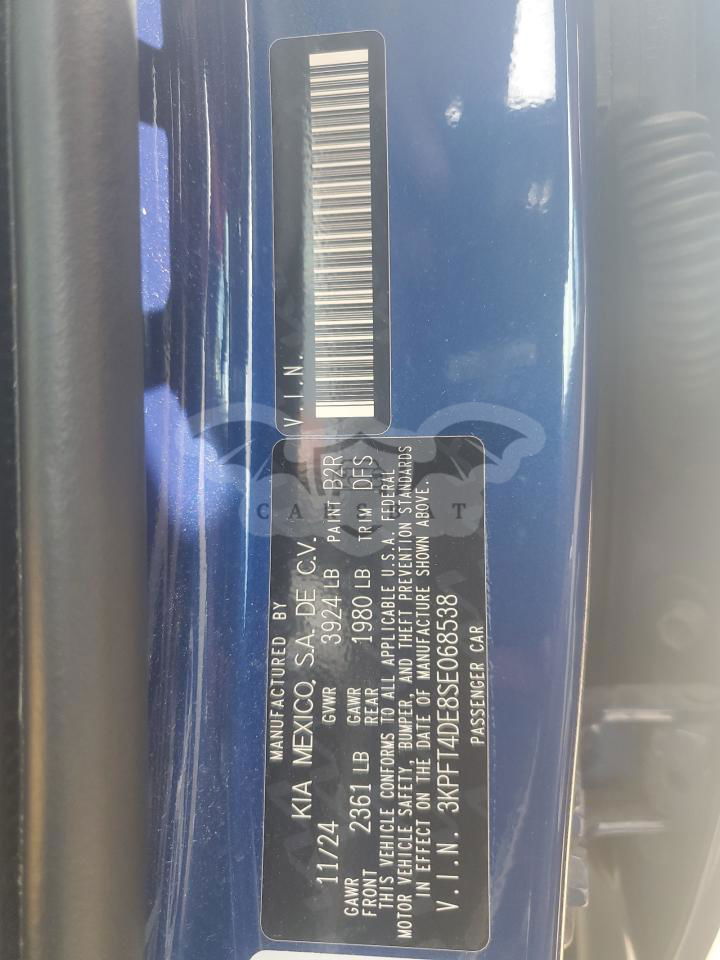 V.I.N.
MANUFACTURED BY
KIA MEXICO, S.A. DE C.V.
11/24 GVWR 3924 LB PAINT B2R
GAWR FRONT 2361 LB GAWR REAR 1980 LB TRIM DFS
THIS VEHICLE CONFORMS TO ALL APPLICABLE U.S.A. FEDERAL
MOTOR VEHICLE SAFETY, BUMPER, AND THEFT PREVENTION STANDARDS
IN EFFECT ON THE DATE OF MANUFACTURE SHOWN ABOVE.
V.I.N. 3KPFT4DE8SE068538
PASSENGER CAR